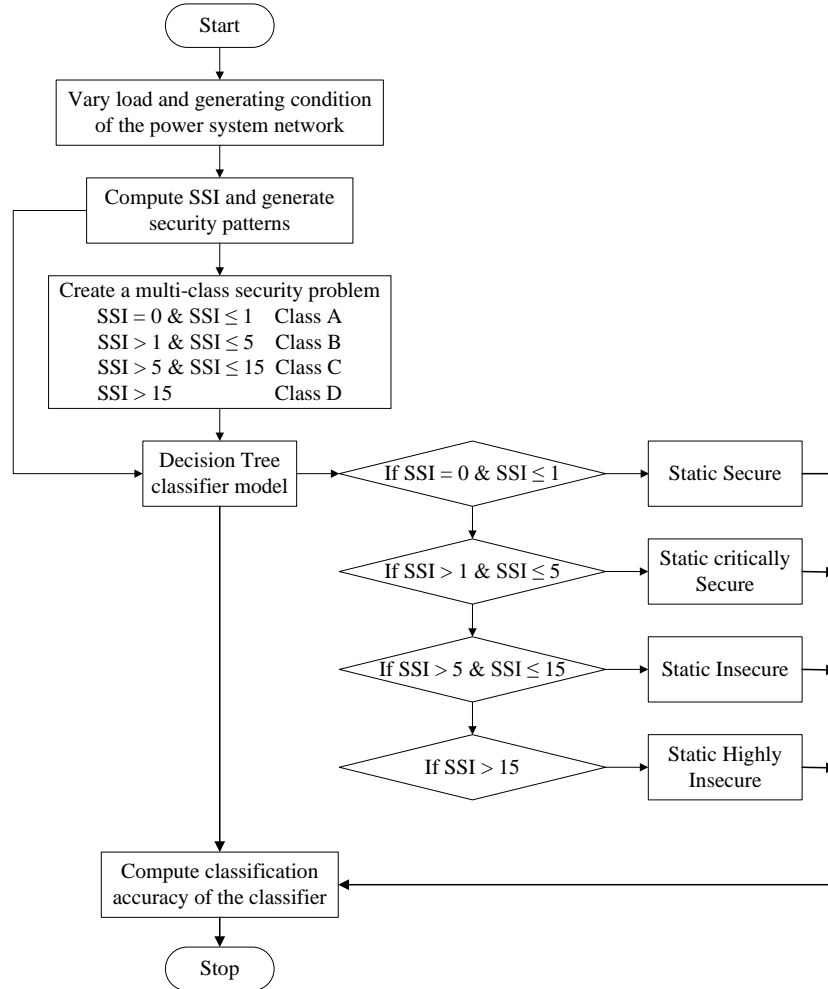 Start
Vary load and generating condition
of the power system network
Compute SSI and generate
security patterns
Create a multi-class security problem
SSI = 0 & SSI ≤ 1 Class A
SSI > 1 & SSI ≤ 5 Class B
SSI > 5 & SSI ≤ 15 Class C
SSI > 15 Class D
Decision Tree
classifier model
If SSI = 0 & SSI ≤ 1
Static Secure
If SSI > 1 & SSI ≤ 5
Static critically
Secure
If SSI > 5 & SSI ≤ 15
Static Insecure
If SSI > 15
Static Highly
Insecure
Compute classification
accuracy of the classifier
Stop